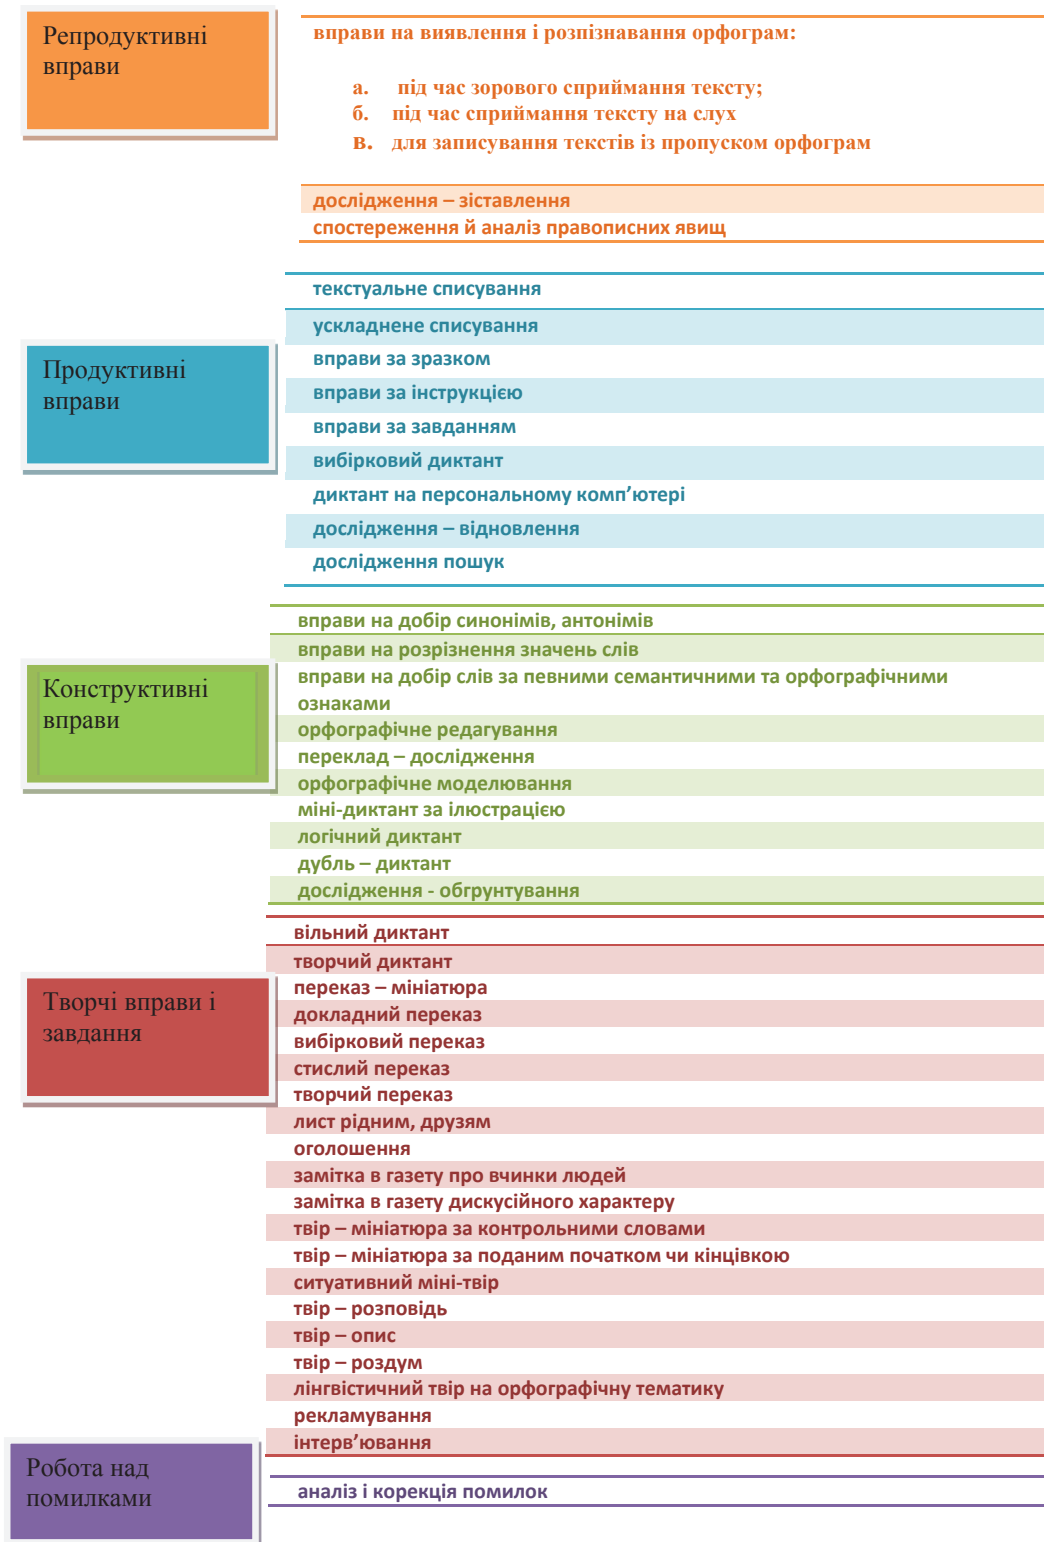 Репродуктивні
вправи
вправи на виявлення і розпізнавання орфограм:
а. під час зорового сприймання тексту;
б. під час сприймання тексту на слух
в. для записування текстів із пропуском орфограм
дослідження – зіставлення
спостереження й аналіз правописних явищ
Продуктивні
вправи
текстуальне списування
ускладнене списування
вправи за зразком
вправи за інструкцією
вправи за завданням
вибірковий диктант
диктант на персональному комп’ютері
дослідження – відновлення
дослідження пошук
Конструктивні
вправи
вправи на добір синонімів, антонімів
вправи на розрізнення значень слів
вправи на добір слів за певними семантичними та орфографічними
ознаками
орфографічне редагування
переклад – дослідження
орфографічне моделювання
міні-диктант за ілюстрацією
логічний диктант
дубль – диктант
дослідження - обгрунтування
Творчі вправи і
завдання
вільний диктант
творчий диктант
переказ – мініатюра
докладний переказ
вибірковий переказ
стислий переказ
творчий переказ
лист рідним, друзям
оголошення
замітка в газету про вчинки людей
замітка в газету дискусійного характеру
твір – мініатюра за контрольними словами
твір – мініатюра за поданим початком чи кінцівкою
ситуативний міні-твір
твір – розповідь
твір – опис
твір – роздум
лінгвістичний твір на орфографічну тематику
рекламування
інтерв’ювання
Робота над
помилками
аналіз і корекція помилок